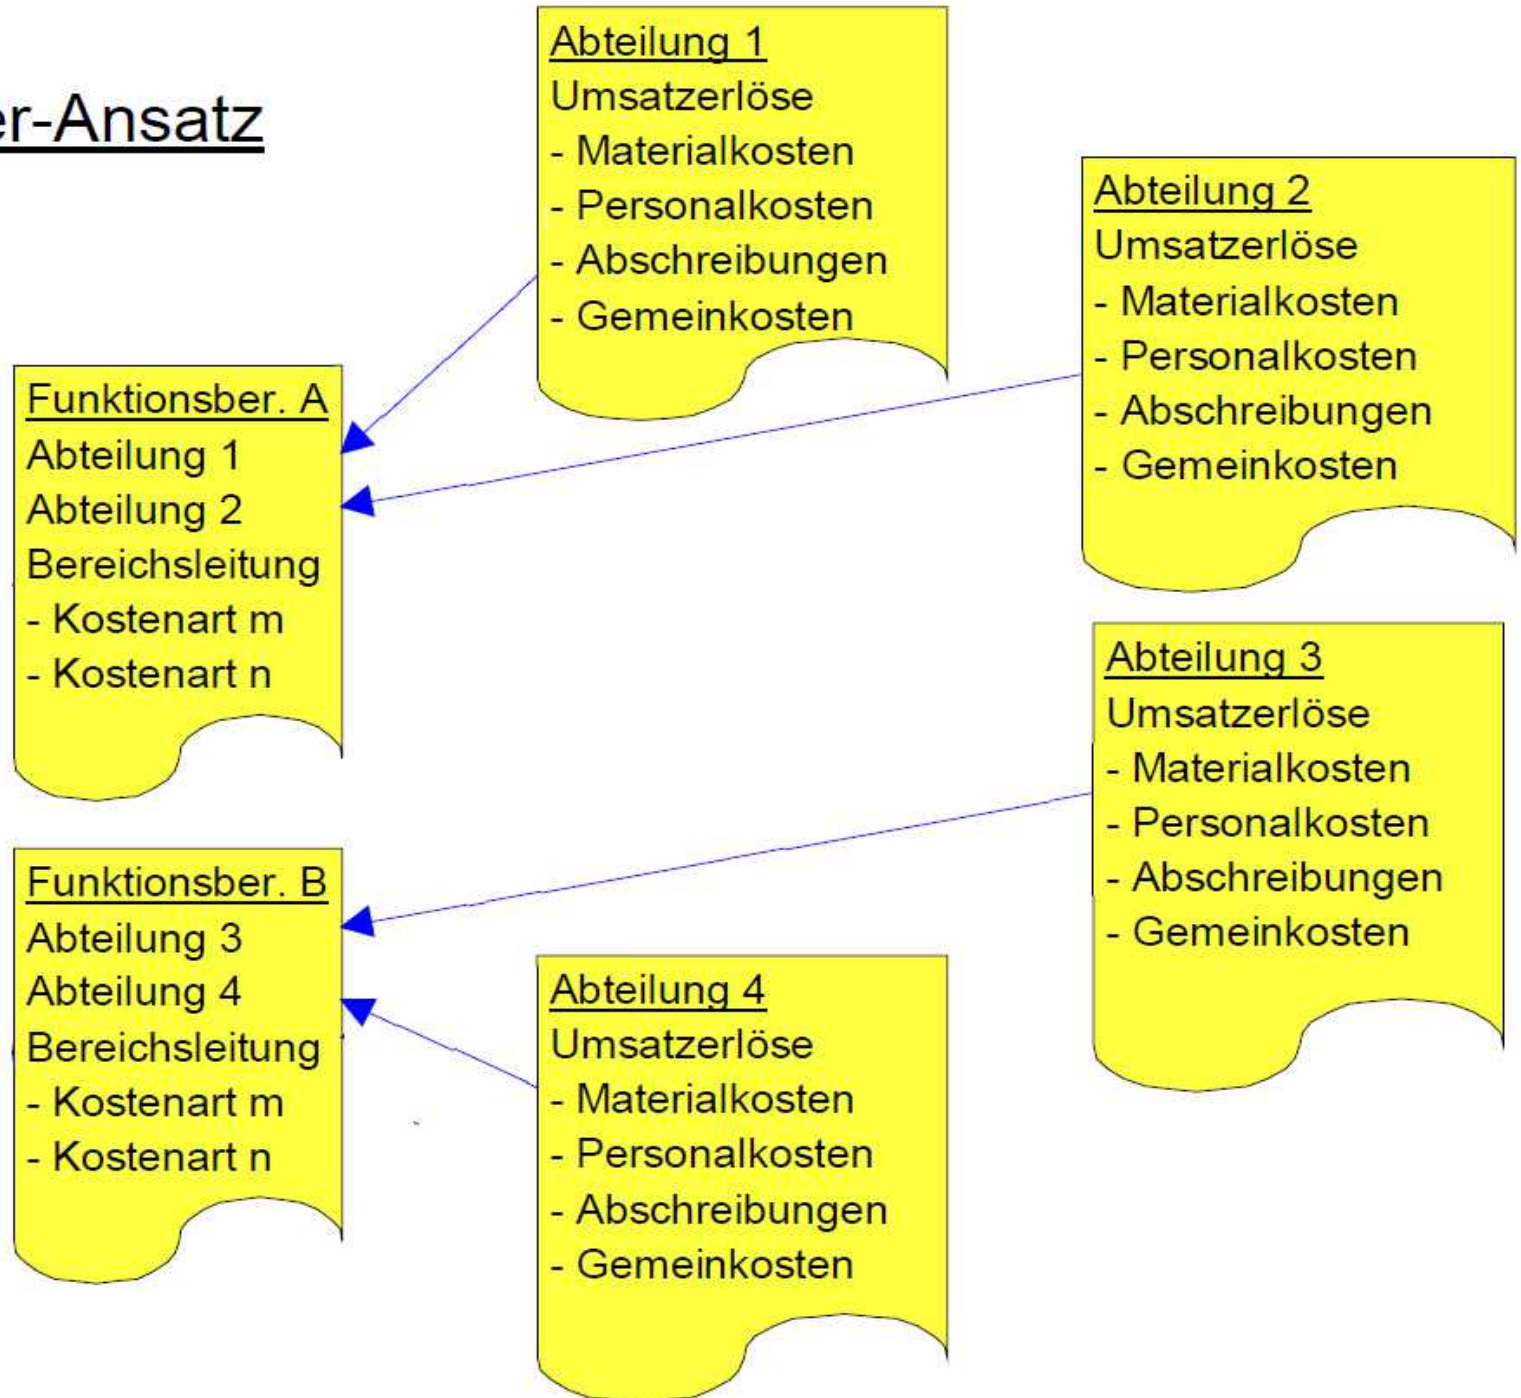 er-Ansatz
Abteilung 1
Umsatzerlöse
- Materialkosten
- Personalkosten
- Abschreibungen
- Gemeinkosten
Abteilung 2
Umsatzerlöse
- Materialkosten
- Personalkosten
- Abschreibungen
- Gemeinkosten
Funktionsber. A
Abteilung 1
Abteilung 2
Bereichsleitung
- Kostenart m
- Kostenart n
Abteilung 3
Umsatzerlöse
- Materialkosten
- Personalkosten
- Abschreibungen
- Gemeinkosten
Funktionsber. B
Abteilung 3
Abteilung 4
Bereichsleitung
- Kostenart m
- Kostenart n
Abteilung 4
Umsatzerlöse
- Materialkosten
- Personalkosten
- Abschreibungen
- Gemeinkosten